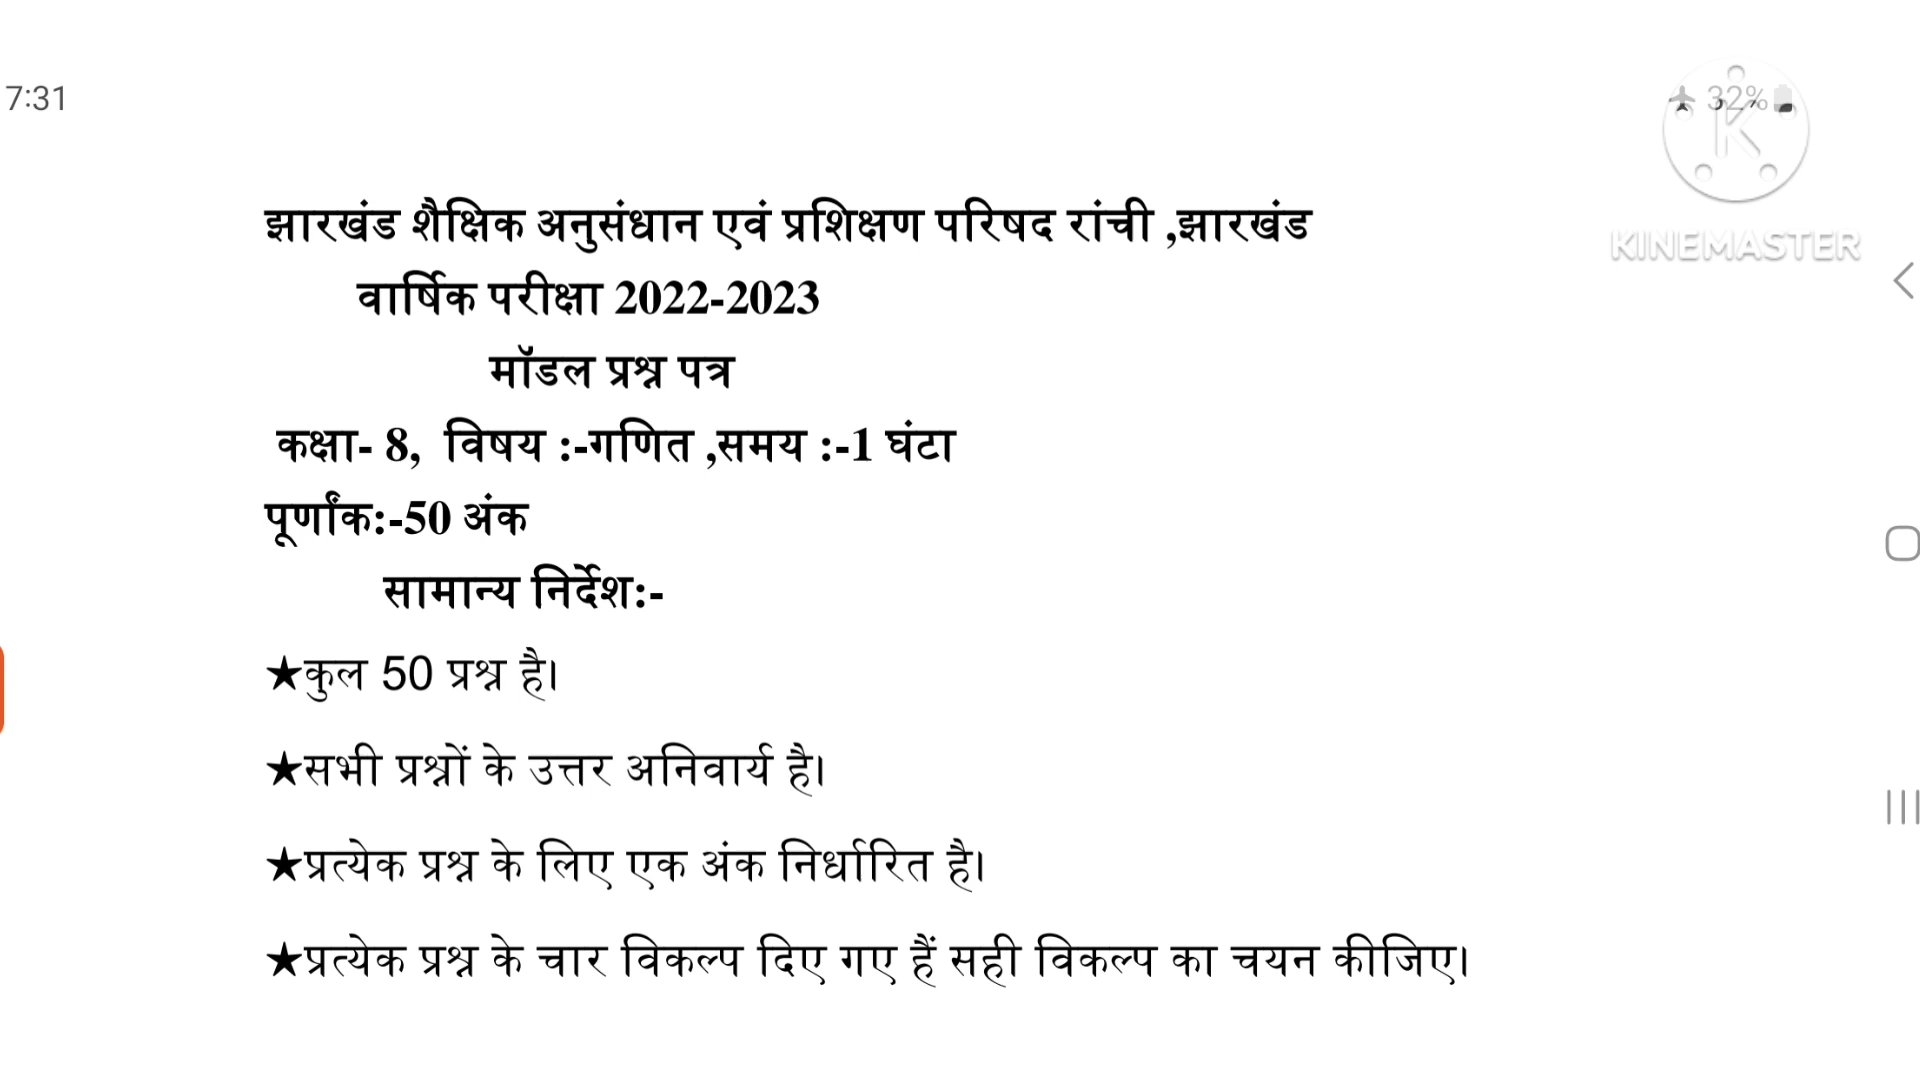 7:31
32%
K
KINEMASTER
झारखंड शैक्षिक अनुसंधान एवं प्रशिक्षण परिषद रांची ,झारखंड
वार्षिक परीक्षा 2022-2023
मॉडल प्रश्न पत्र
कक्षा- 8,  विषय :-गणित ,समय :-1 घंटा
पूर्णांक:-50 अंक
सामान्य निर्देश:-
★कुल 50 प्रश्न है।
★सभी प्रश्नों के उत्तर अनिवार्य है।
★प्रत्येक प्रश्न के लिए एक अंक निर्धारित है।
★प्रत्येक प्रश्न के चार विकल्प दिए गए हैं सही विकल्प का चयन कीजिए।